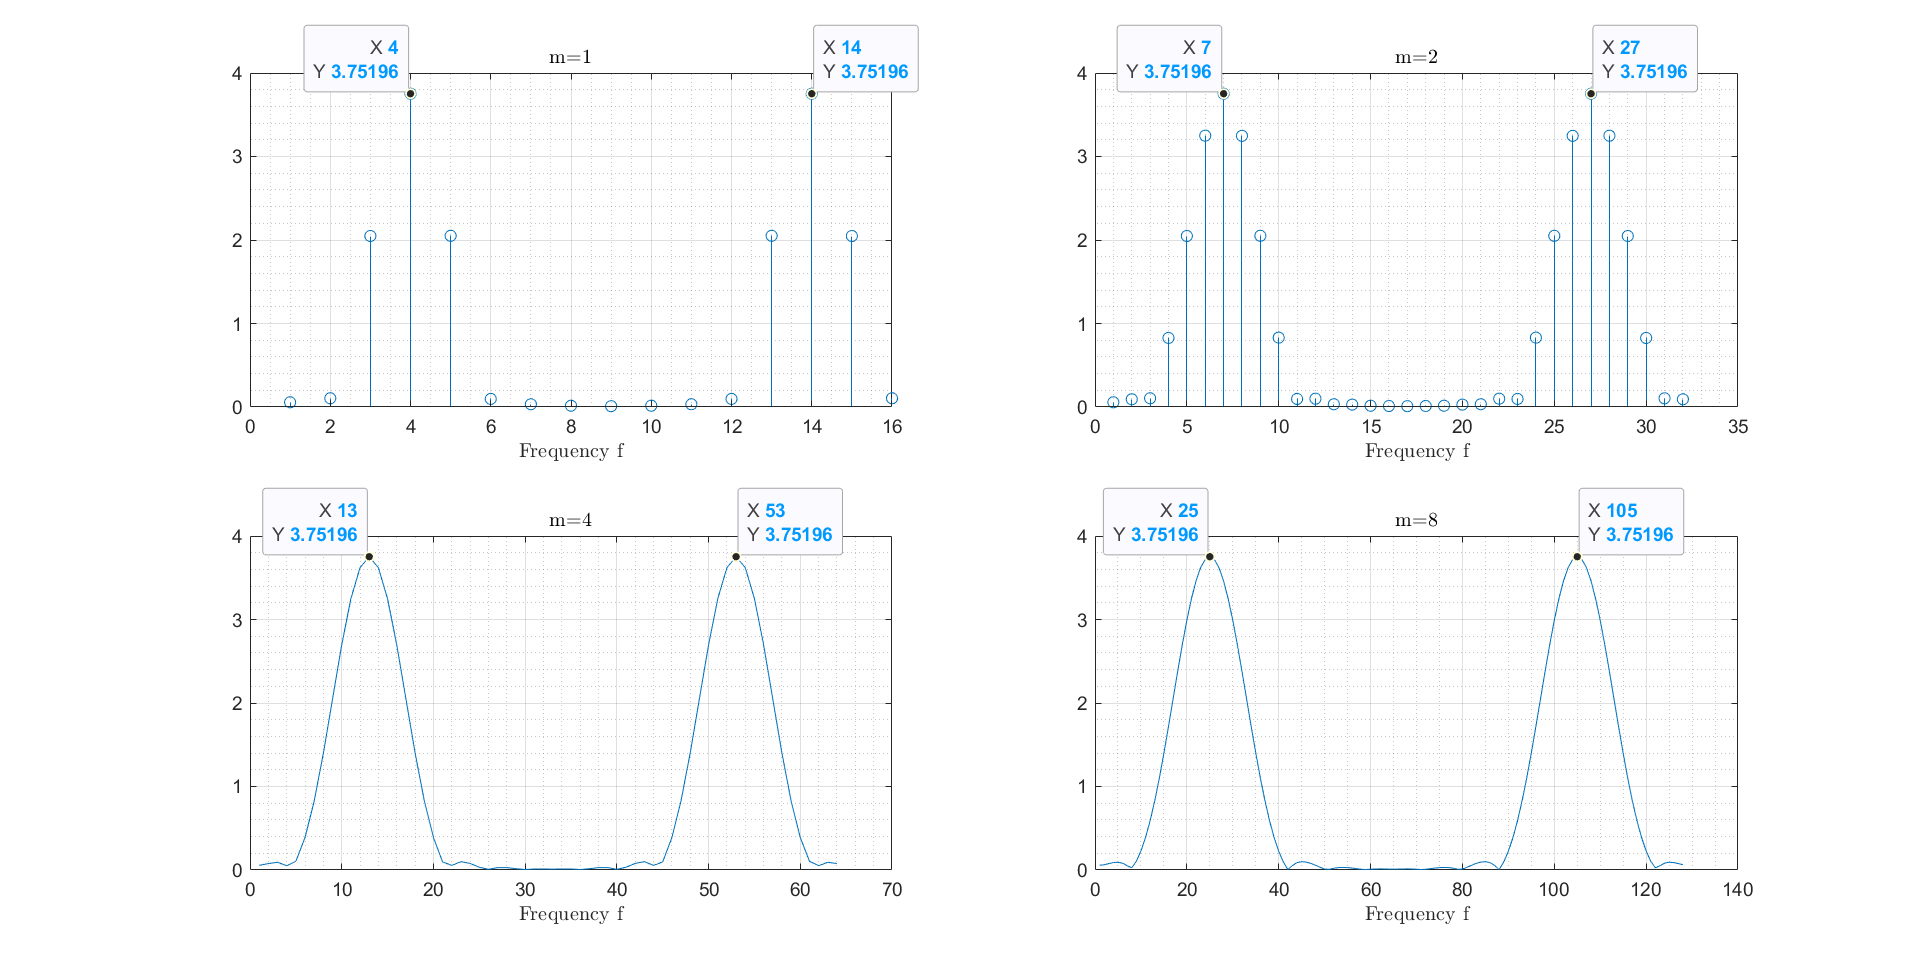 X 4
Y 3.75196
m=1
X 14
Y 3.75196
4
3
2
1
0
0 2 4 6 8 10 12 14 16
Frequency f
X 7
Y 3.75196
m=2
X 27
Y 3.75196
4
3
2
1
0
0 5 10 15 20 25 30 35
Frequency f
X 13
Y 3.75196
m=4
X 53
Y 3.75196
4
3
2
1
0
0 10 20 30 40 50 60 70
Frequency f
X 25
Y 3.75196
m=8
X 105
Y 3.75196
4
3
2
1
0
0 20 40 60 80 100 120 140
Frequency f